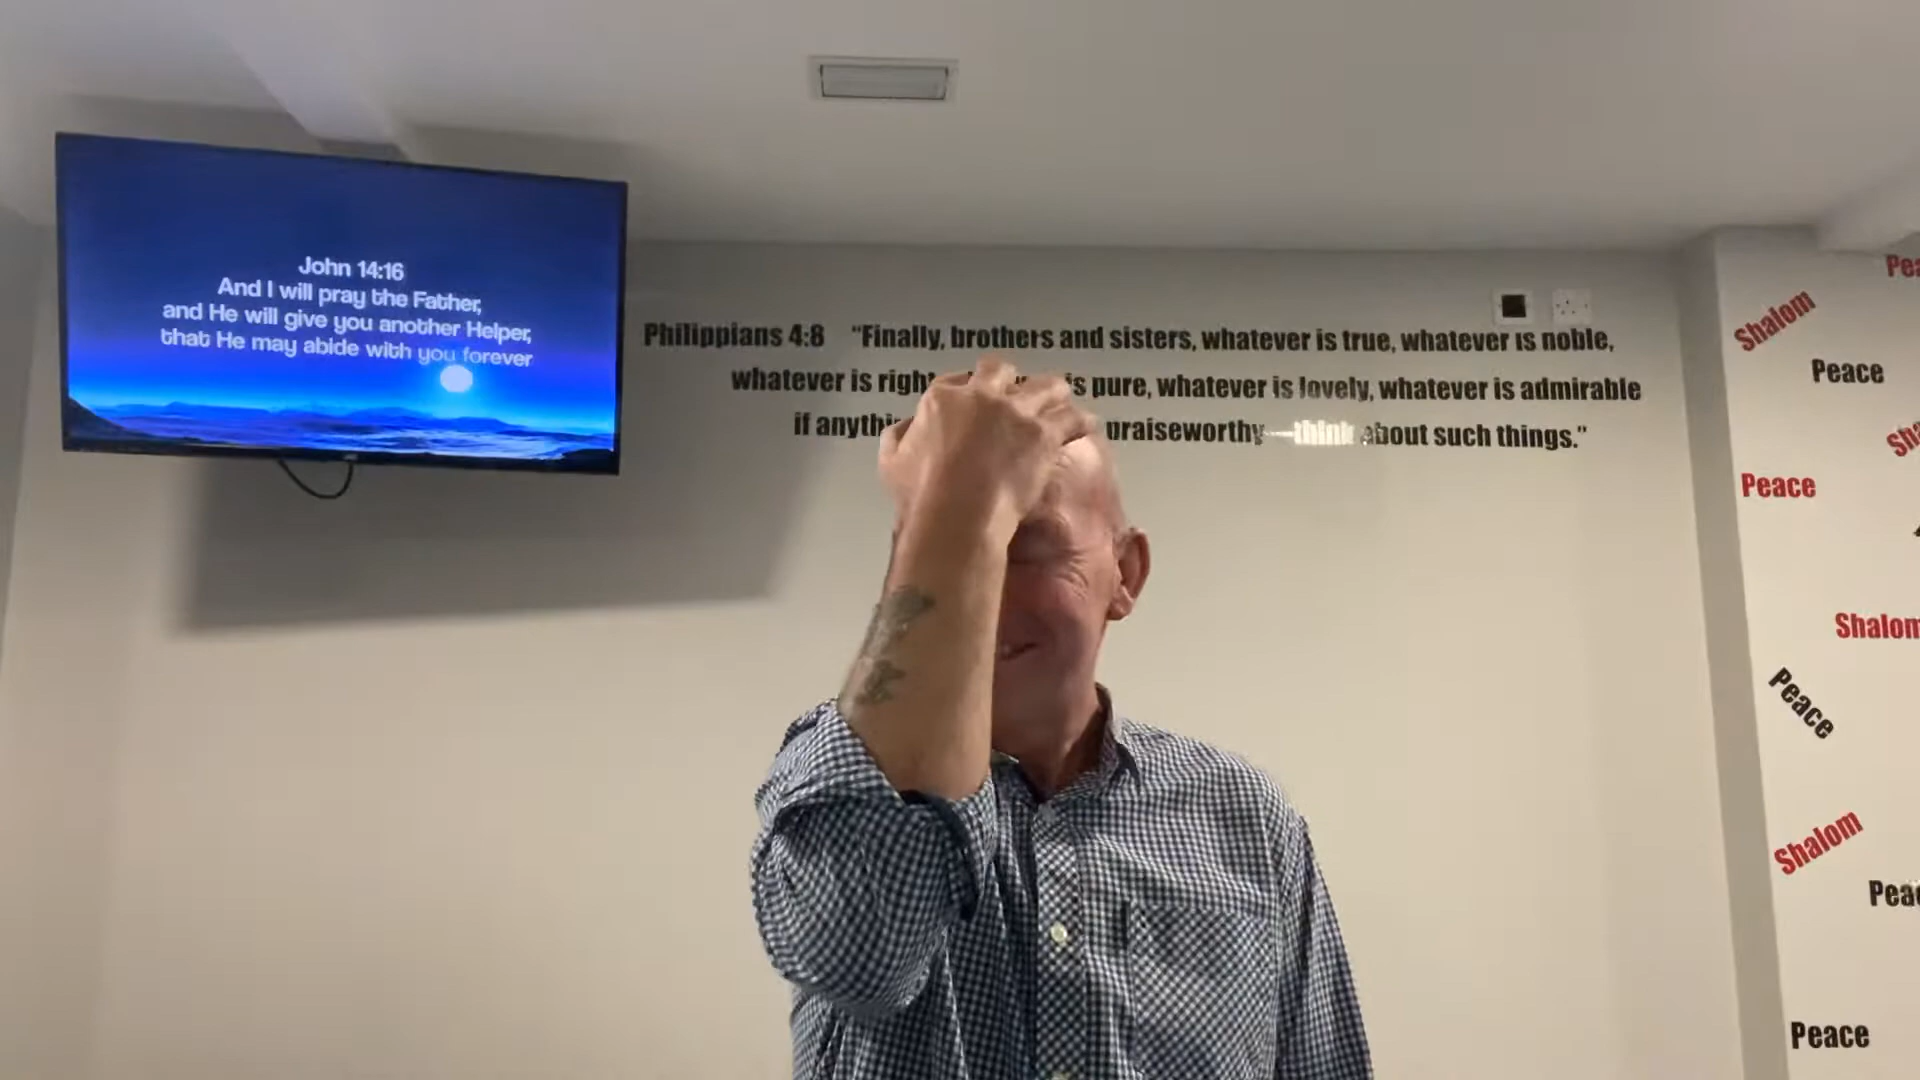 John 14:16
And I will pray the Father,
and He will give you another Helper,
that He may abide with you forever
Philippians 4:8 “Finally, brothers and sisters, whatever is true, whatever is noble,
whatever is is pure, whatever is lovely, whatever is admirable
if praiseworthy—think about such things.”
Shalom
Peace
Peace
Shalom
Peace
Shalom
Peace